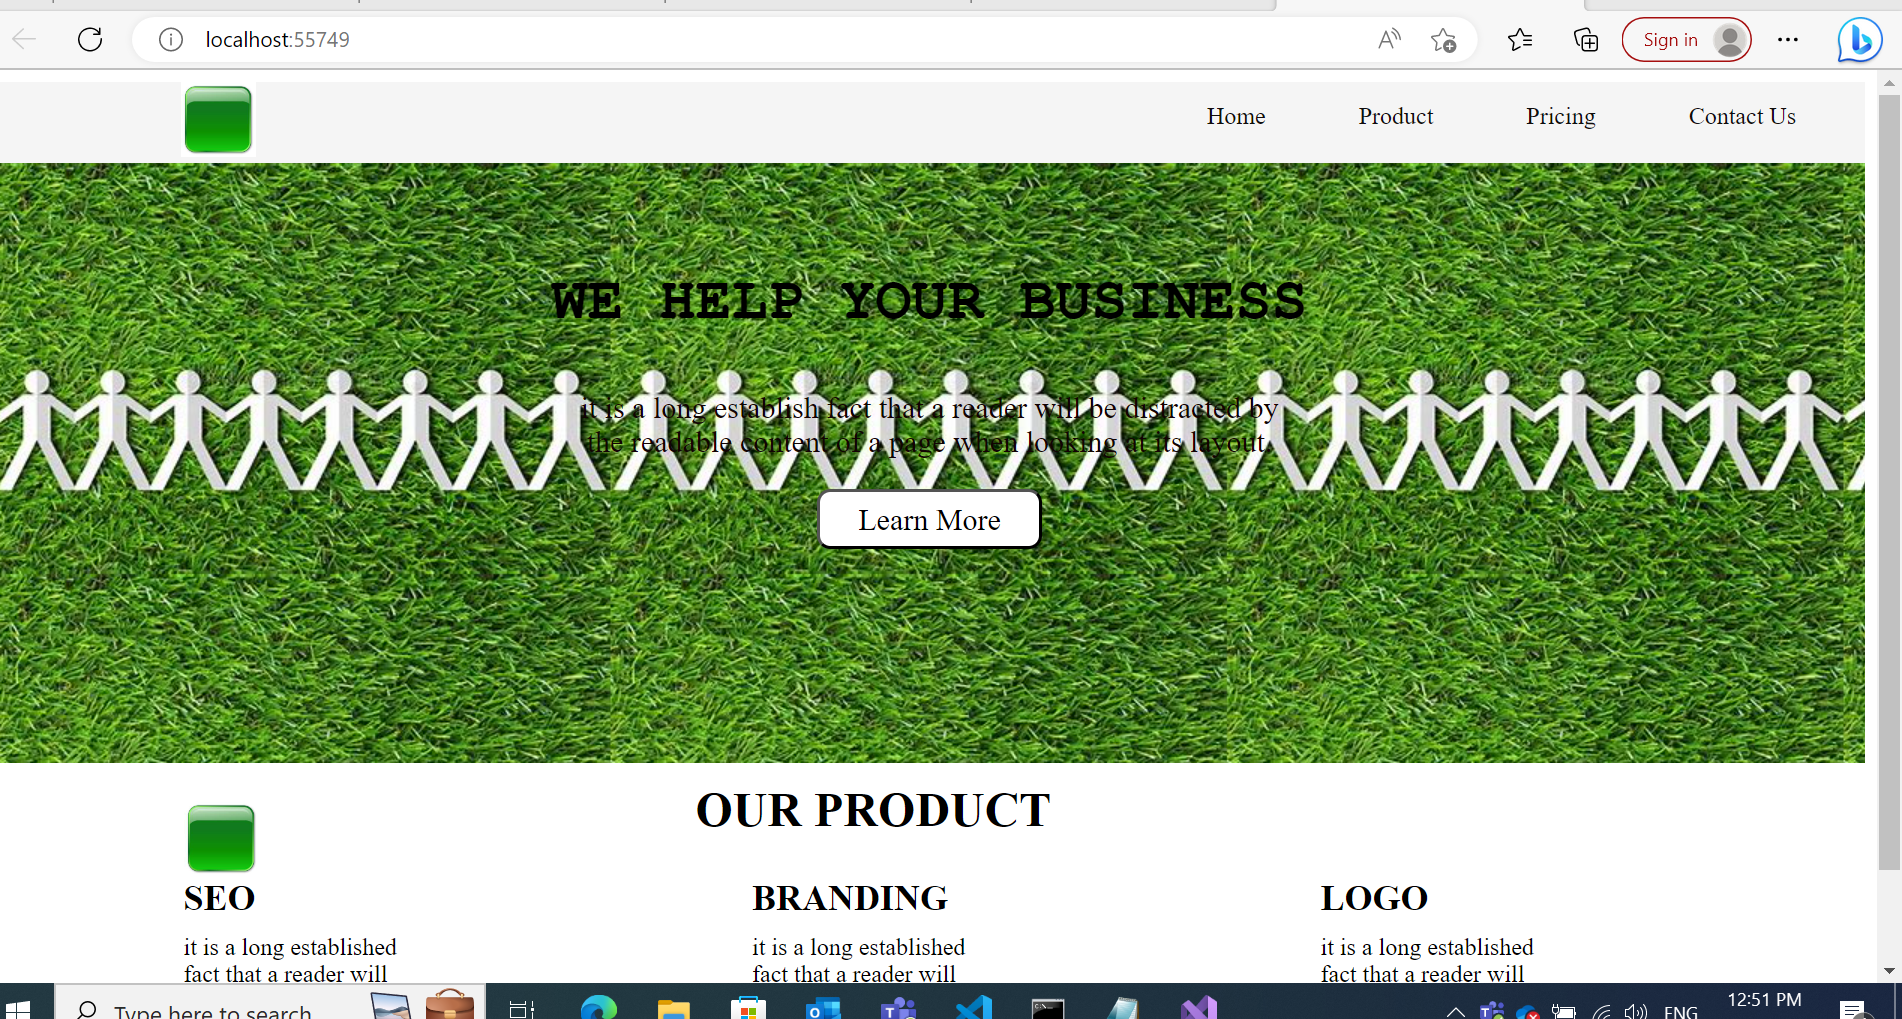 localhost:55749
Sign in
Home
Product
Pricing
Contact Us
WE HELP YOUR BUSINESS
it is a long establish fact that a reader will be distracted by
the readable content of a page when looking at its layout.
Learn More
OUR PRODUCT
SEO
BRANDING
LOGO
it is a long established
fact that a reader will
it is a long established
fact that a reader will
it is a long established
fact that a reader will
Type here to search
ENG
12:51 PM